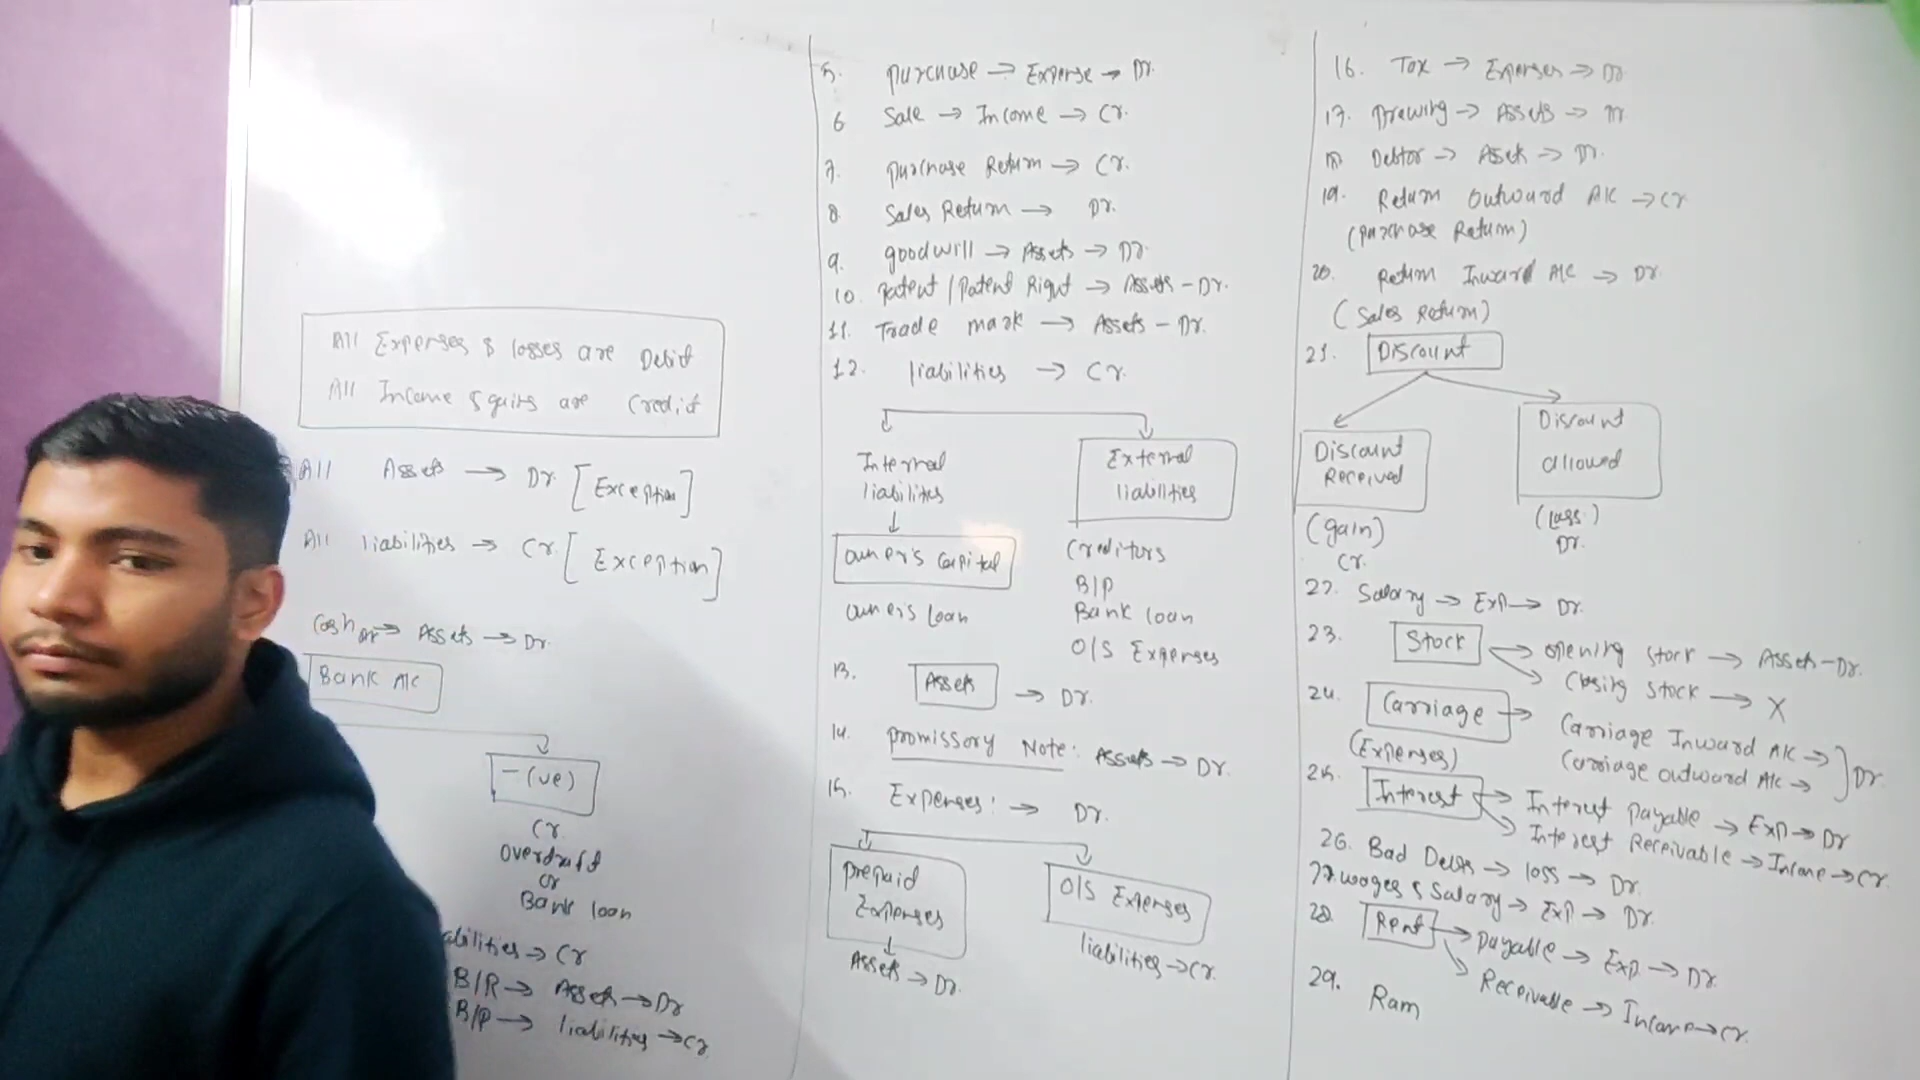 All Expenses & losses are Debit
All Income & gains are Credit
All Assets → Dr. [Exception]
All liabilities → Cr. [Exception]
Cash or → Assets → Dr.
Bank A/C
-(ve)
Cr.
Overdraft
or
Bank loan
abilities → Cr
B/R → Assets → Dr
B/P → liabilities → Cr
5. purchase → Expense → Dr.
6 Sale → Income → Cr.
7. purchase Return → Cr.
8. Sales Return → Dr.
9. goodwill → Assets → Dr.
10. Patent / Patent Right → Assets - Dr.
11. Trade mark → Assets - Dr.
12. liabilities → Cr.
Internal liabilities
owner's Capital
owner's loan
External liabilities
Creditors
B/P
Bank loan
O/S Expenses
13. Assets → Dr.
14. promissory Note: Assets → Dr.
15. Expenses: → Dr.
prepaid Expenses
Assets → Dr.
O/S Expenses
liabilities → Cr.
16. Tax → Expenses → Dr
17. Drawing → Assets → Dr
18 Debtor → Asset → Dr.
19. Return Outward A/C → Cr
(purchase Return)
20. Return Inward A/C → Dr
(Sales Return)
21. Discount
Discount Received
(gain)
Cr.
Discount allowed
(loss)
Dr.
22. Salary → Exp → Dr.
23. Stock → opening stock → Assets - Dr.
→ Closing stock → X
24. Carriage → Carriage Inward A/C →
(Expenses) Carriage outward A/C → ] Dr.
25. Interest → Interest payable → Exp → Dr
→ Interest Receivable → Income → Cr.
26. Bad Debts → loss → Dr.
27. wages & Salary → Exp → Dr.
28. Rent → payable → Exp. → Dr.
→ Receivable → Income → Cr.
29. Ram